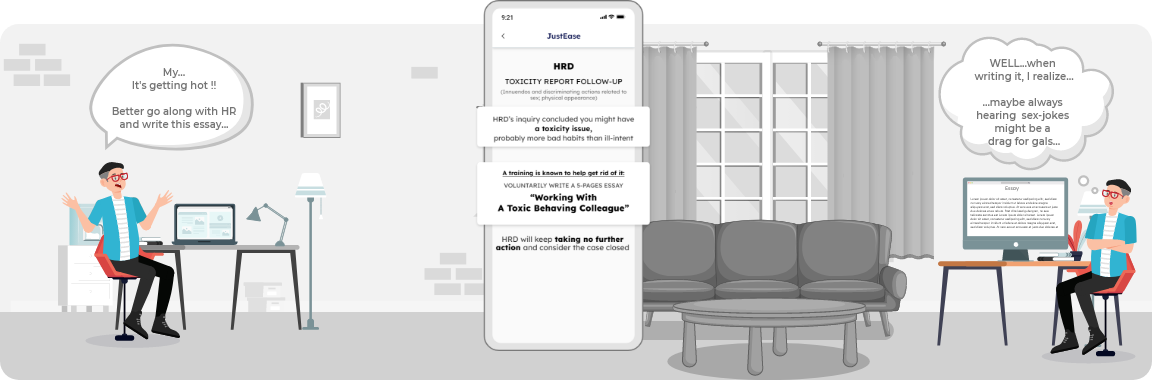 My...
It's getting hot !!
Better go along with HR
and write this essay...
9:21
JustEase
HRD
TOXICITY REPORT FOLLOW-UP
(Innuendos and discriminating actions related to
sex; physical appearance)
HRD's inquiry concluded you might have
a toxicity issue,
probably more bad habits than ill-intent
A training is known to help get rid of it:
VOLUNTARILY WRITE A 5-PAGES ESSAY
"Working With
A Toxic Behaving Colleague"
HRD will keep taking no further
action and consider the case closed
WELL...when
writing it, I realize...
...maybe always
hearing sex-jokes
might be a
drag for gals...
Essay